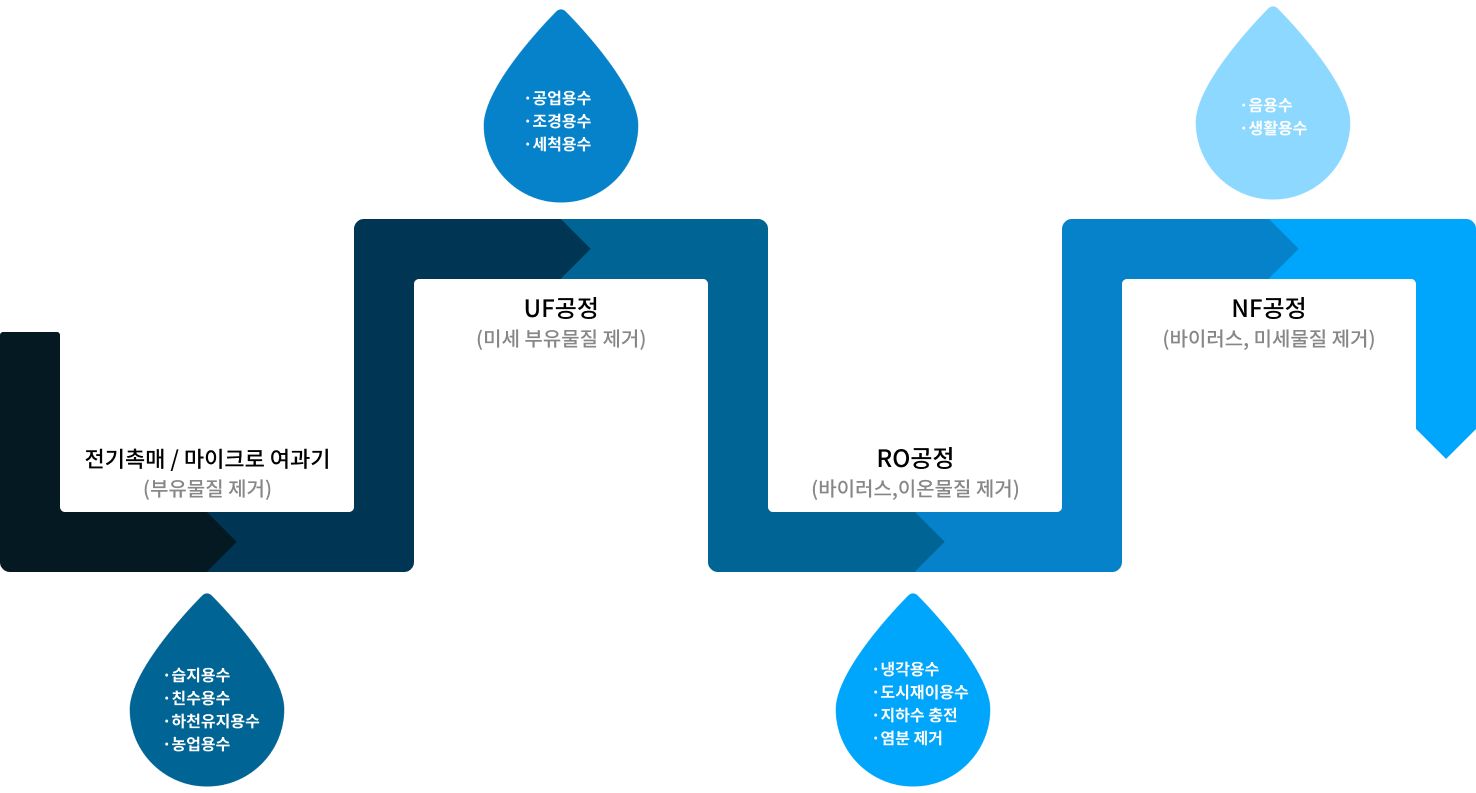 · 공업용수
· 조경용수
· 세척용수
· 음용수
· 생활용수
UF공정
(미세 부유물질 제거)
NF공정
(바이러스, 미세물질 제거)
전기촉매 / 마이크로 여과기
(부유물질 제거)
RO공정
(바이러스,이온물질 제거)
· 습지용수
· 친수용수
· 하천유지용수
· 농업용수
· 냉각용수
· 도시재이용수
· 지하수 충전
· 염분 제거